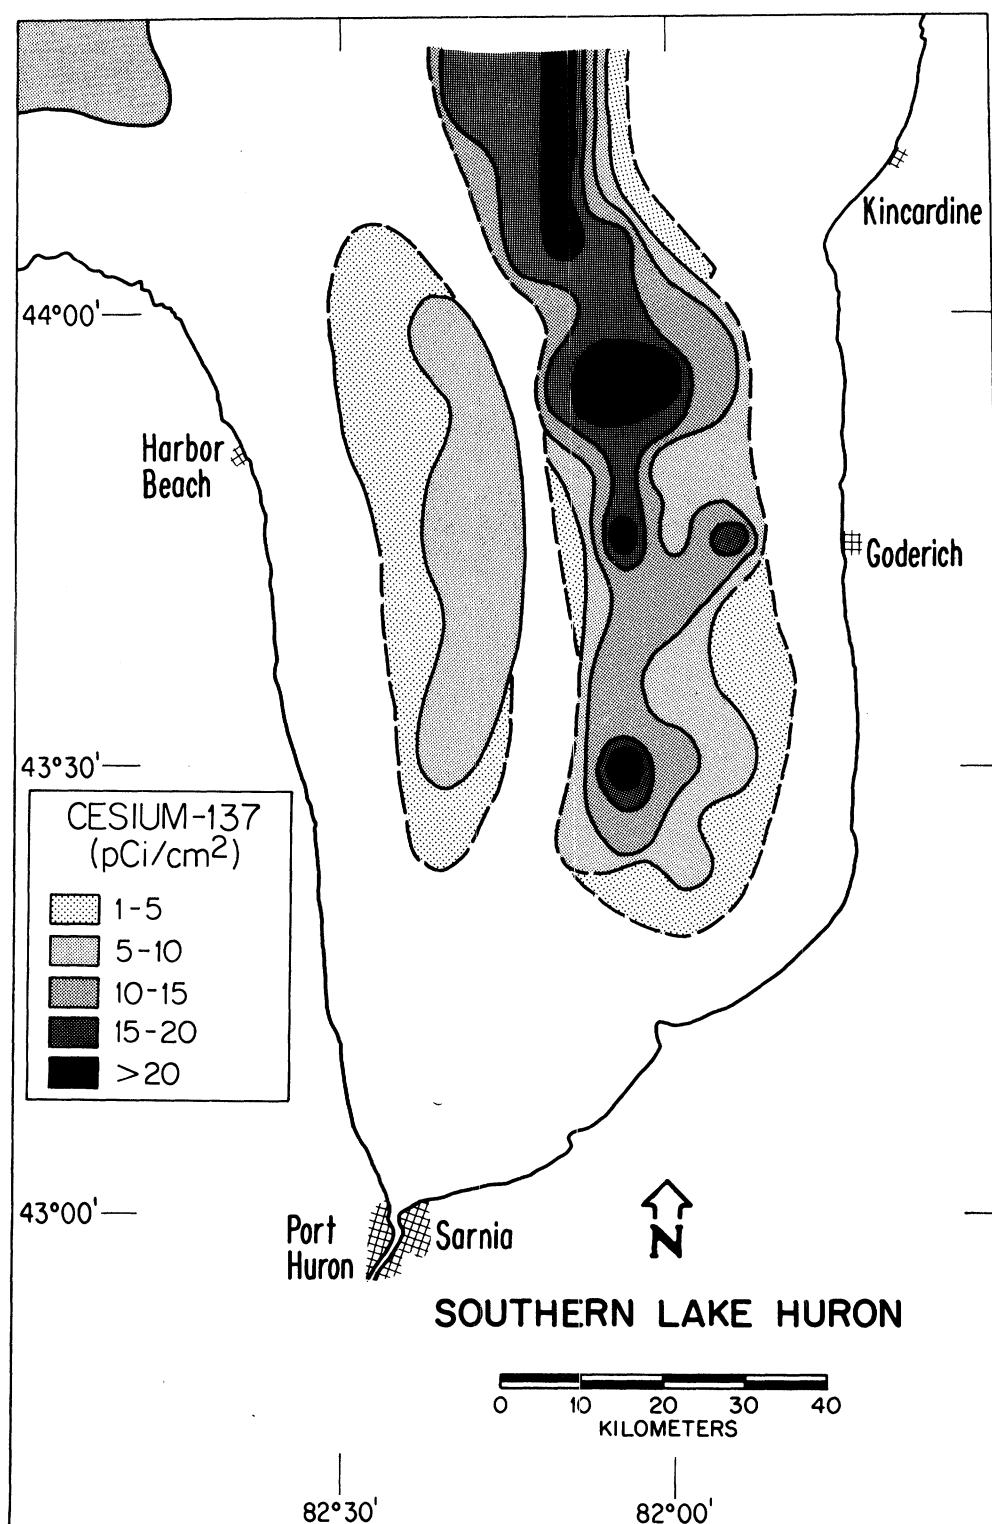 Kincardine
44°00'
Harbor
Beach
Goderich
43°30'
CESIUM-137
(pCi/cm2)
1-5
5-10
10-15
15-20
>20
43°00'
Port
Huron
Sarnia
N
SOUTHERN LAKE HURON
0 10 20 30 40
KILOMETERS
82°30' 82°00'